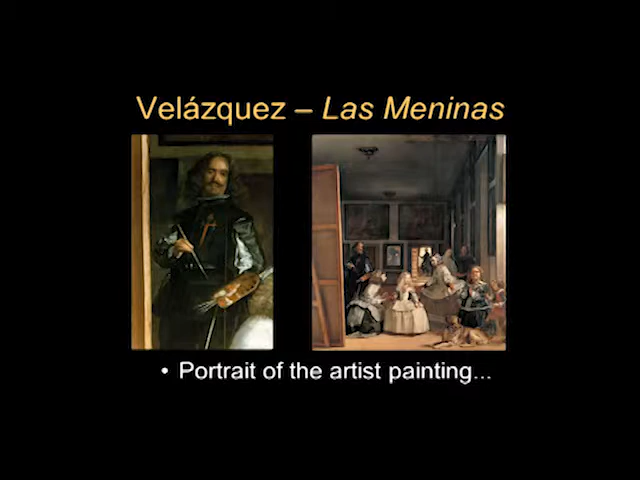 Velázquez – Las Meninas
• Portrait of the artist painting...